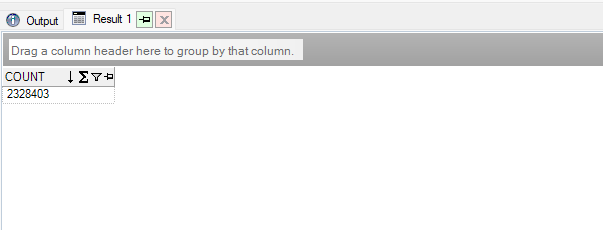 Output Result 1
Drag a column header here to group by that column.
COUNT
2328403